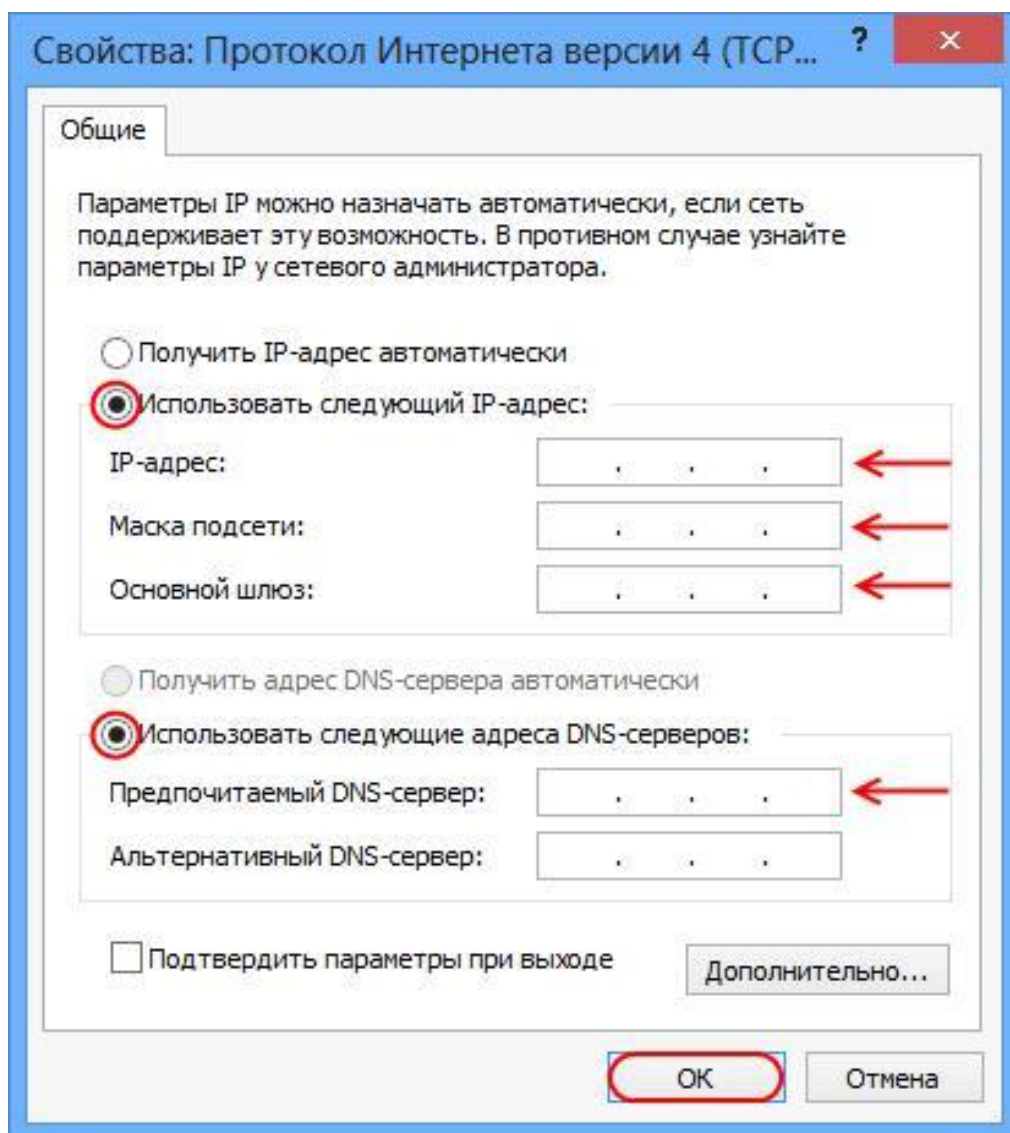 Свойства: Протокол Интернета версии 4 (TCP...
?
Общие
Параметры IP можно назначать автоматически, если сеть
поддерживает эту возможность. В противном случае узнайте
параметры IP у сетевого администратора.
Получить IP-адрес автоматически
Использовать следующий IP-адрес:
IP-адрес: . . .
Маска подсети: . . .
Основной шлюз: . . .
Получить адрес DNS-сервера автоматически
Использовать следующие адреса DNS-серверов:
Предпочитаемый DNS-сервер: . . .
Альтернативный DNS-сервер: . . .
Подтвердить параметры при выходе
Дополнительно...
ОК
Отмена